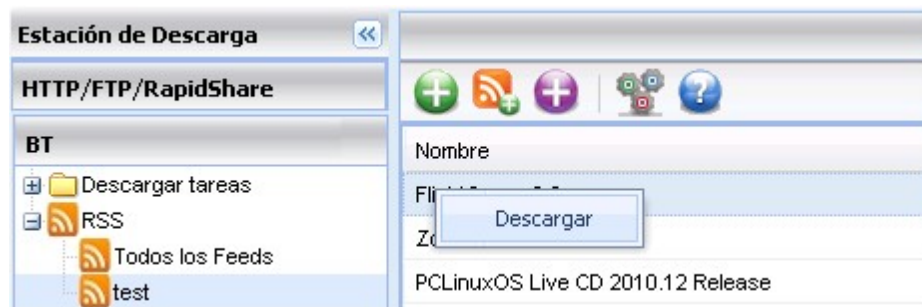 Estación de Descarga
HTTP/FTP/RapidShare
BT
Descargar tareas
RSS
Todos los Feeds
test
Nombre
Descargar
PCLinuxOS Live CD 2010.12 Release